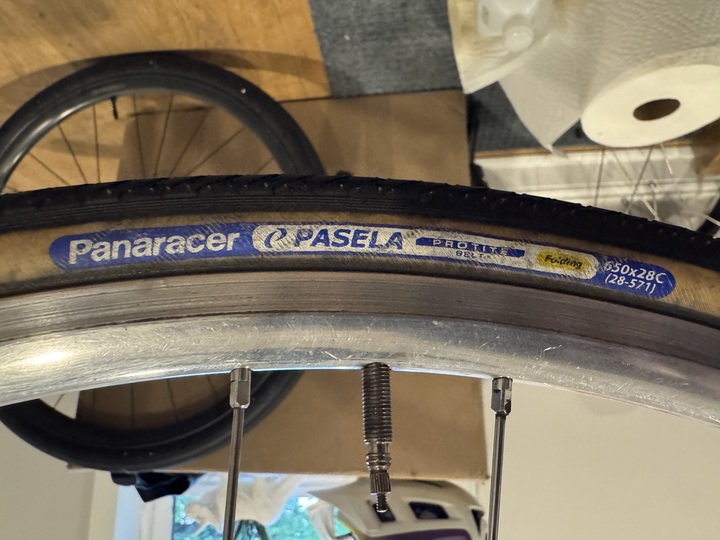 Panaracer PASELA PROTITE Folding 650x28C
BELT (28-571)